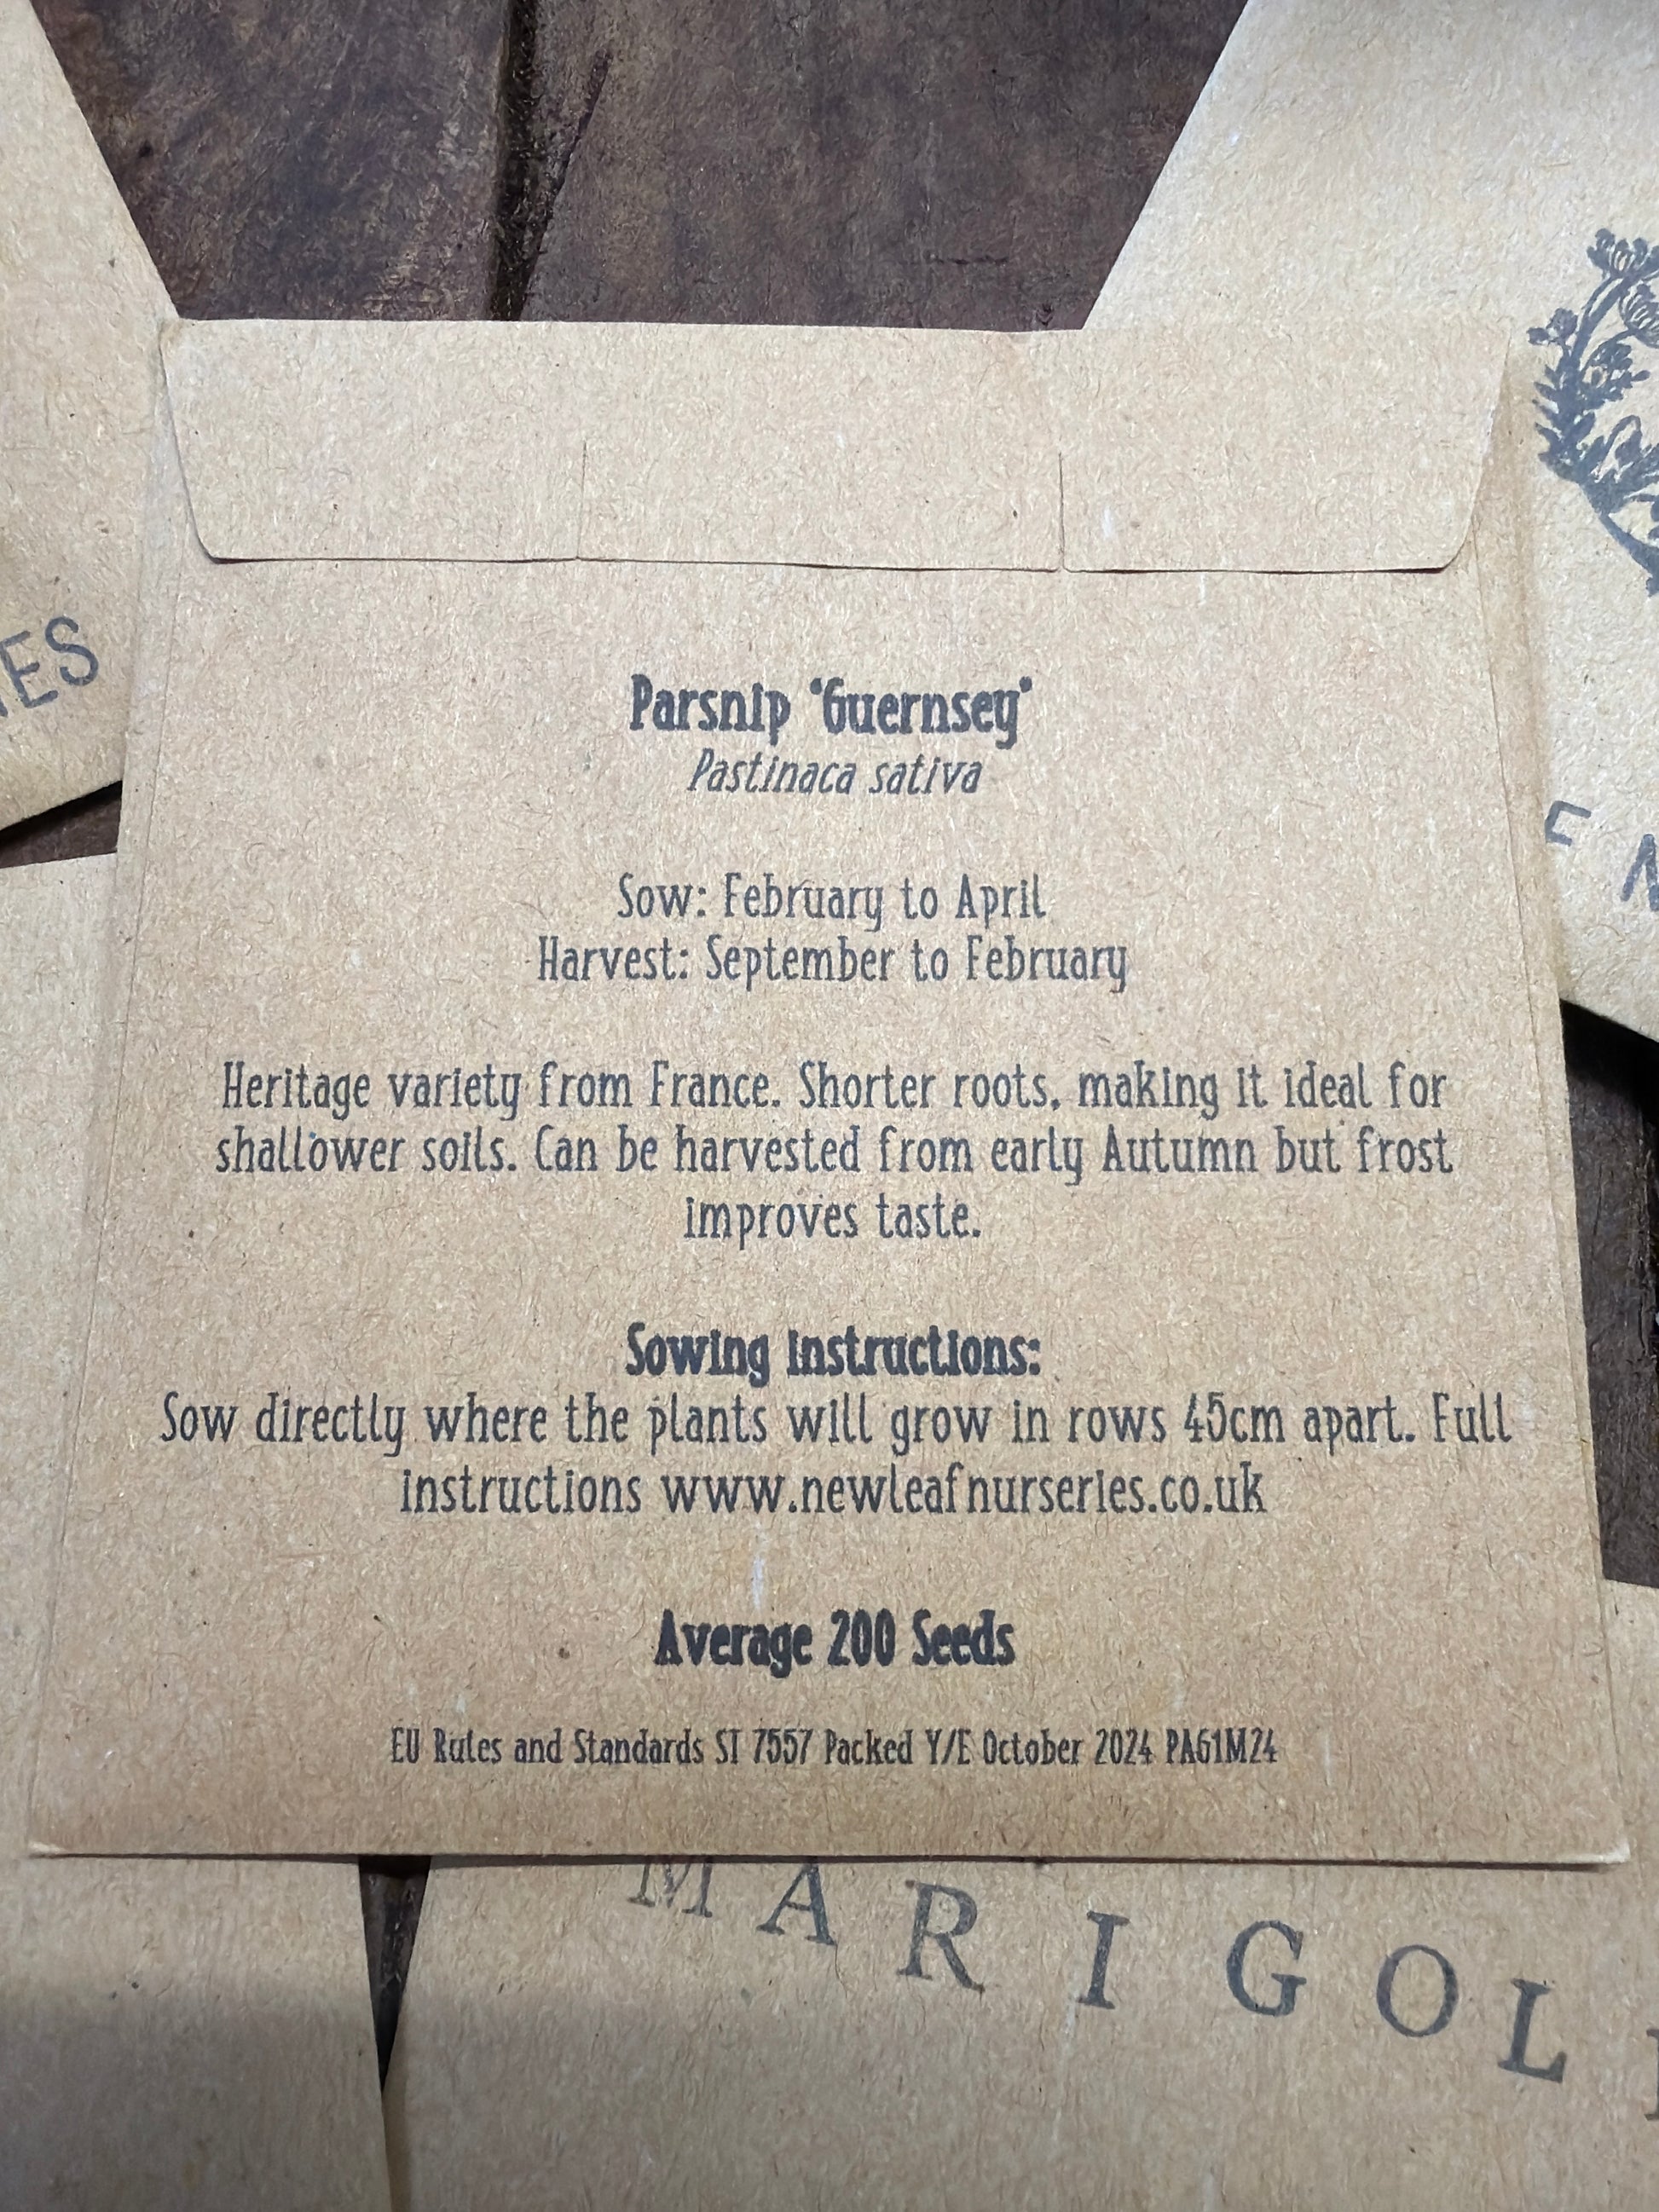 Parsnip 'Guernsey'
Pastinaca sativa
Sow: February to April
Harvest: September to February
Heritage variety from France. Shorter roots, making it ideal for
shallower soils. Can be harvested from early Autumn but frost
improves taste.
Sowing instructions:
Sow directly where the plants will grow in rows 45cm apart. Full
instructions www.newleafnurseries.co.uk
Average 200 Seeds
EU Rules and Standards ST 7557 Packed Y/E October 2024 PA61M24
MARIGOL